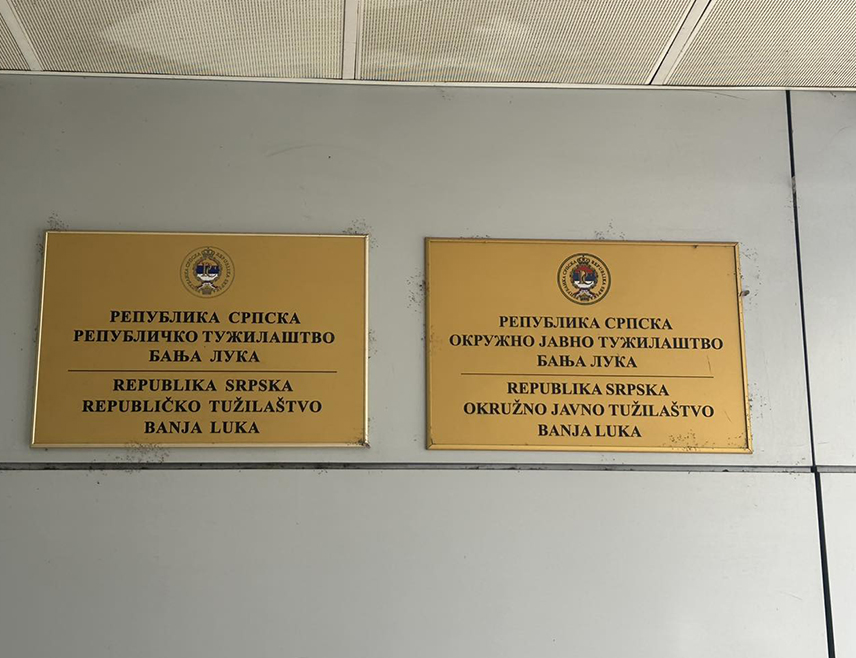 РЕПУБЛИКА СРПСКА
РЕПУБЛИЧКО ТУЖИЛАШТВО
БАЊА ЛУКА
REPUBLIKA SRPSKA
REPUBLIČKO TUŽILAŠTVO
BANJA LUKA
РЕПУБЛИКА СРПСКА
ОКРУЖНО ЈАВНО ТУЖИЛАШТВО
БАЊА ЛУКА
REPUBLIKA SRPSKA
OKRUŽNO JAVNO TUŽILAŠTVO
BANJA LUKA